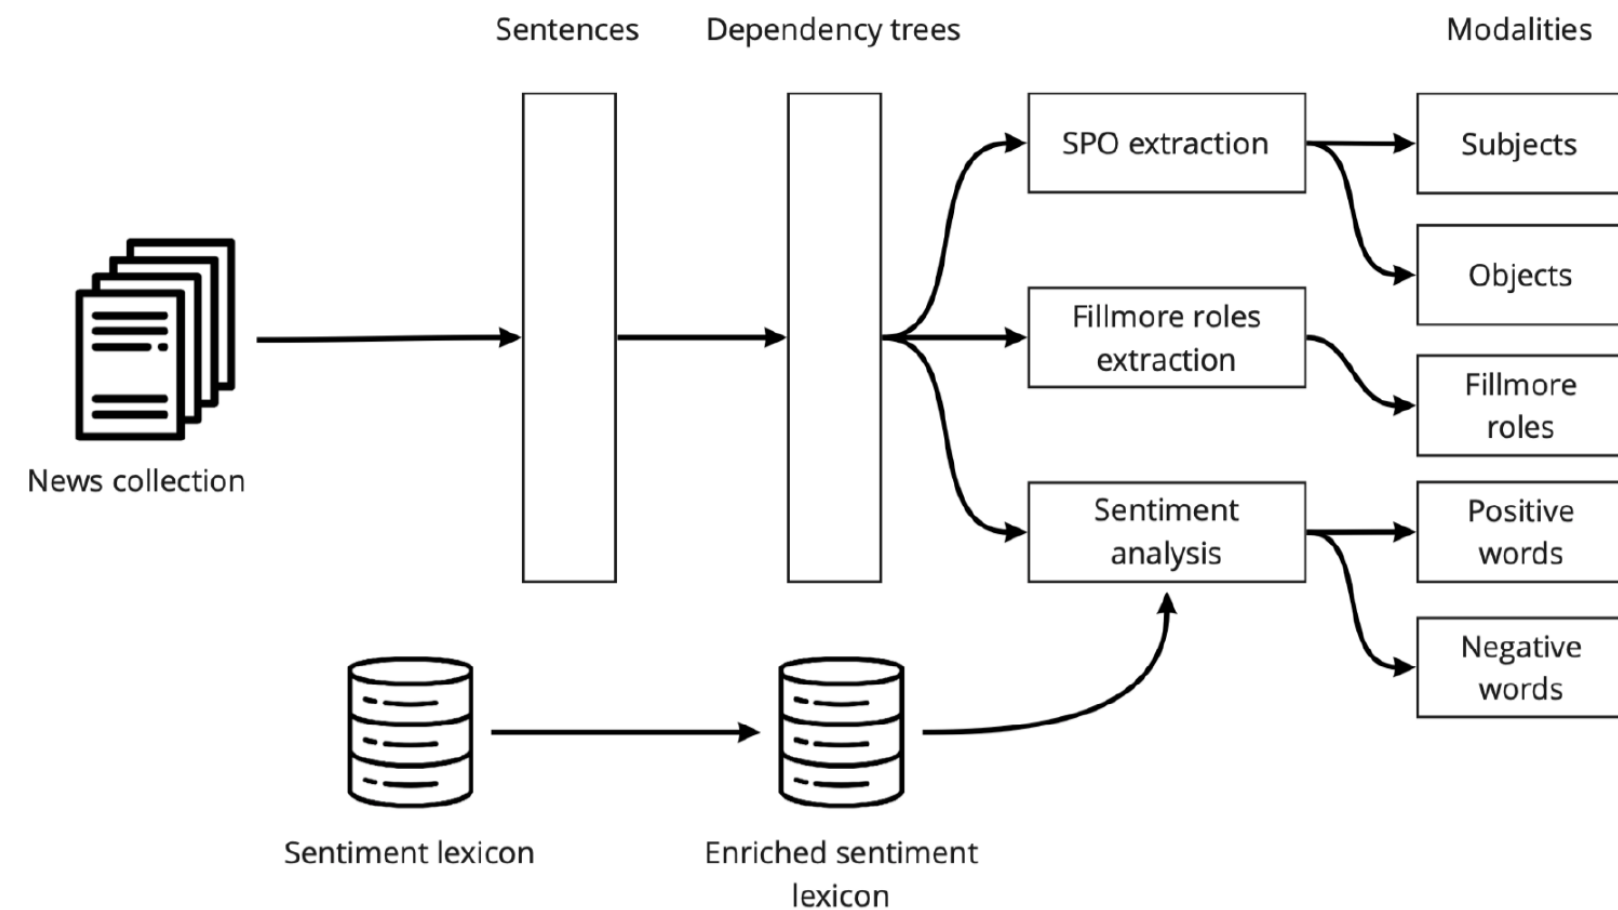 Sentences
Dependency trees
Modalities
SPO extraction
Subjects
Objects
Fillmore roles
extraction
Fillmore
roles
News collection
Sentiment
analysis
Positive
words
Negative
words
Sentiment lexicon
Enriched sentiment
lexicon